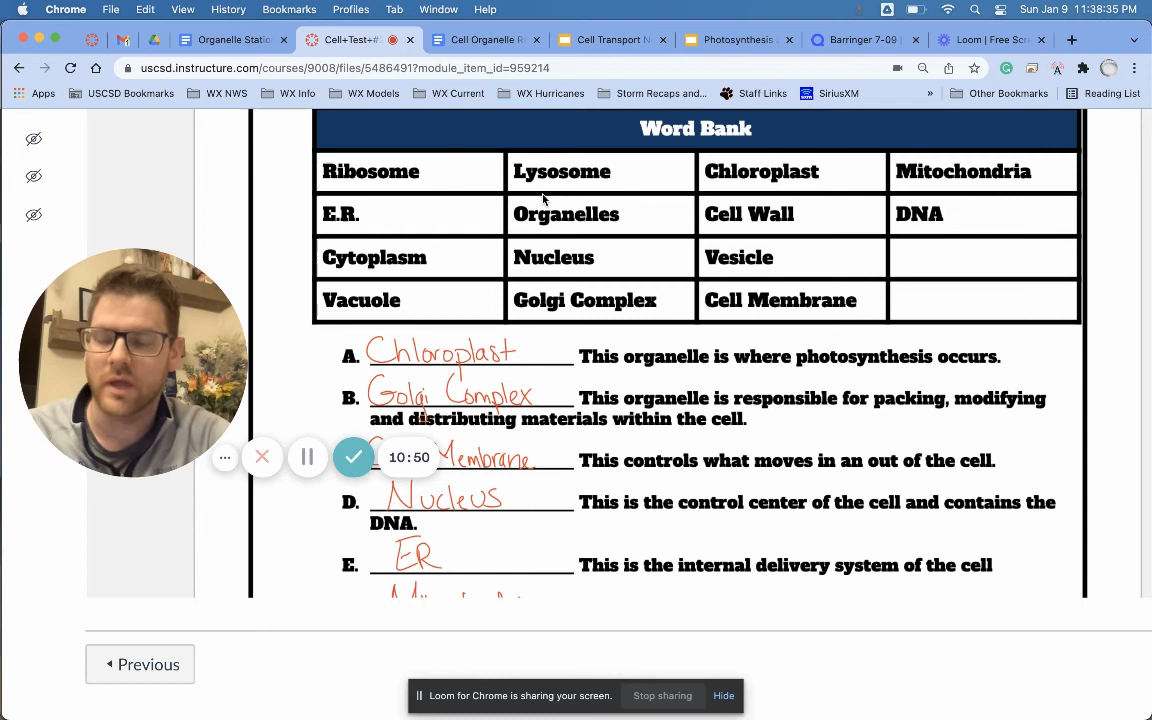 Chrome File Edit View History Bookmarks Profiles Tab Window Help Sun Jan 9 11:38:35 PM
Organelle Statio Cell+Test+# Cell Organelle R Cell Transport N Photosynthesis Barringer 7-09 Loom | Free Scr
uscsd.instructure.com/courses/9008/files/5486491?module_item_id=959214
Apps USCSD Bookmarks WX NWS WX Info WX Models WX Current WX Hurricanes Storm Recaps and... Staff Links SiriusXM » Other Bookmarks Reading List
Word Bank
Ribosome Lysosome Chloroplast Mitochondria
E.R. Organelles Cell Wall DNA
Cytoplasm Nucleus Vesicle
Vacuole Golgi Complex Cell Membrane
A. Chloroplast This organelle is where photosynthesis occurs.
B. Golgi Complex This organelle is responsible for packing, modifying
and distributing materials within the cell.
Membrane This controls what moves in an out of the cell.
D. Nucleus This is the control center of the cell and contains the
DNA.
E. ER This is the internal delivery system of the cell
10:50
Previous
Loom for Chrome is sharing your screen. Stop sharing Hide